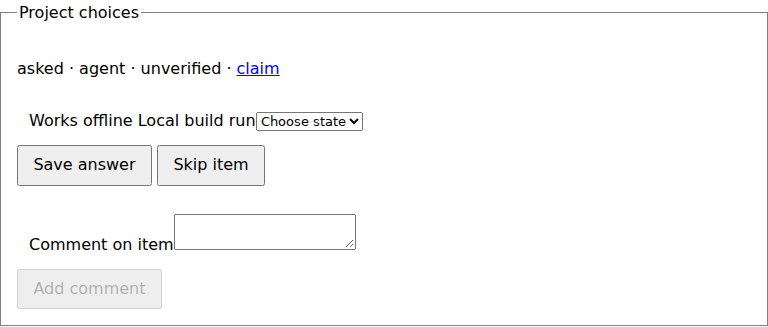 Project choices
asked · agent · unverified · claim
Works offline Local build run Choose state
Save answer Skip item
Comment on item
Add comment